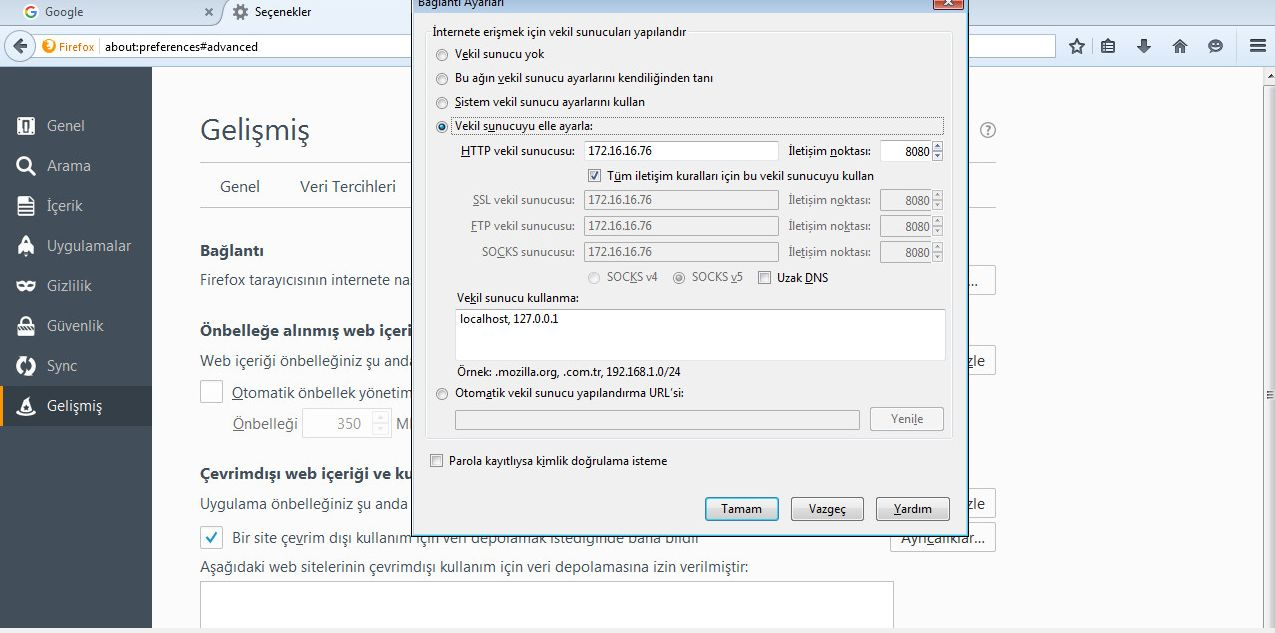 Google
Seçenekler
Firefox
about:preferences#advanced
Genel
Arama
İçerik
Uygulamalar
Gizlilik
Güvenlik
Sync
Gelişmiş
Gelişmiş
Genel
Veri Tercihleri
Bağlantı
Firefox tarayıcısının internete
Önbelleğe alınmış web
Web içeriği önbelleğiniz şu
Otomatik önbellek
Önbelleği 350
Çevrimdışı web içeriği ve
Uygulama önbelleğiniz şu anda
Bir site çevrim dışı kullanım için veri depolamak istediğinde bana bildir
Ayrıcalıklar...
Aşağıdaki web sitelerinin çevrimdışı kullanım için veri depolamasına izin verilmiştir:
Bağlantı Ayarları
İnternete erişmek için vekil sunucuları yapılandır
Vekil sunucu yok
Bu ağın vekil sunucu ayarlarını kendiliğinden tanı
Sistem vekil sunucu ayarlarını kullan
Vekil sunucuyu elle ayarla:
HTTP vekil sunucusu: 172.16.16.76 İletişim noktası: 8080
Tüm iletişim kuralları için bu vekil sunucuyu kullan
SSL vekil sunucusu: 172.16.16.76 İletişim noktası: 8080
FTP vekil sunucusu: 172.16.16.76 İletişim noktası: 8080
SOCKS sunucusu: 172.16.16.76 İletişim noktası: 8080
SOCKS v4 SOCKS v5 Uzak DNS
Vekil sunucu kullanma:
localhost, 127.0.0.1
Örnek: .mozilla.org, .com.tr, 192.168.1.0/24
Otomatik vekil sunucu yapılandırma URL'si:
Yenile
Parola kayıtlıysa kimlik doğrulama isteme
Tamam Vazgeç Yardım